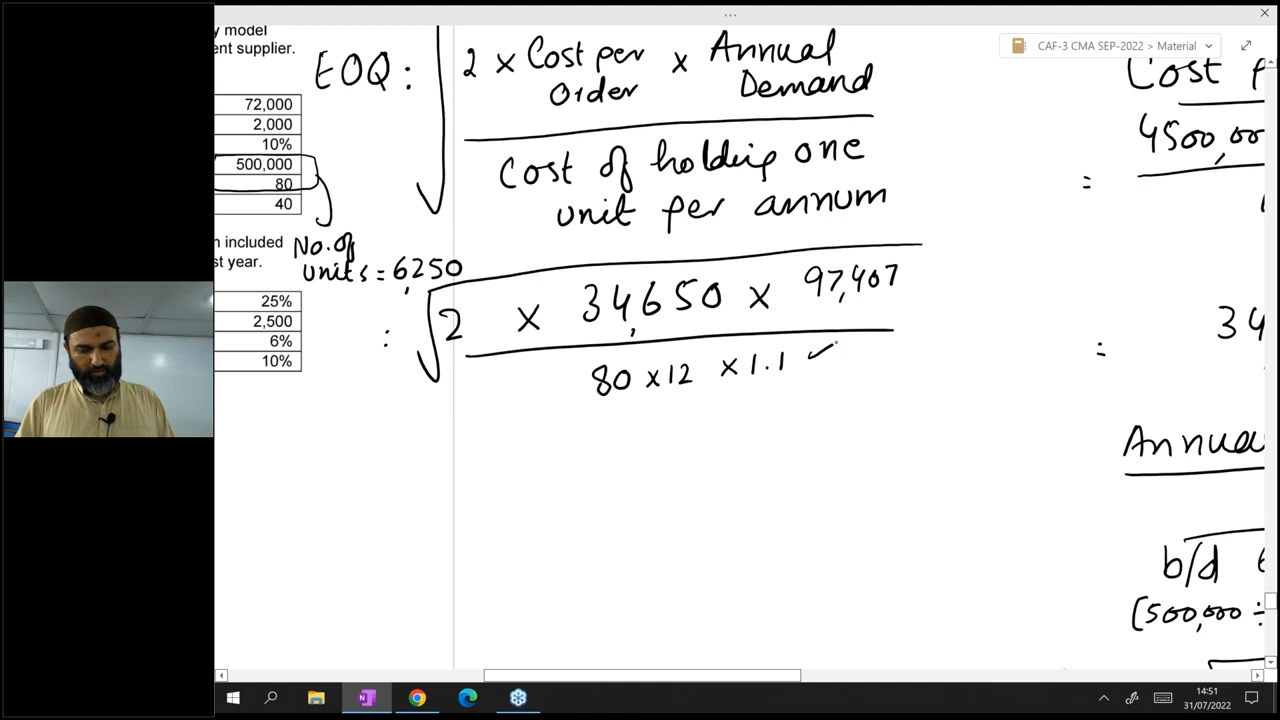 CAF-3 CMA SEP-2022 > Material
y model
ent supplier.
72,000
2,000
10%
500,000
80
40
n included
st year.
25%
2,500
6%
10%
No. of
units = 6,250
EOQ : 2 × Cost per Order × Annual Demand
Cost of holding one
unit per annum
: √2 × 34,650 × 97,407
80 × 12 × 1.1 ✓
Cost
= 4500,00
= 34
Annua
b/d
(500,000 ÷
14:51
31/07/2022